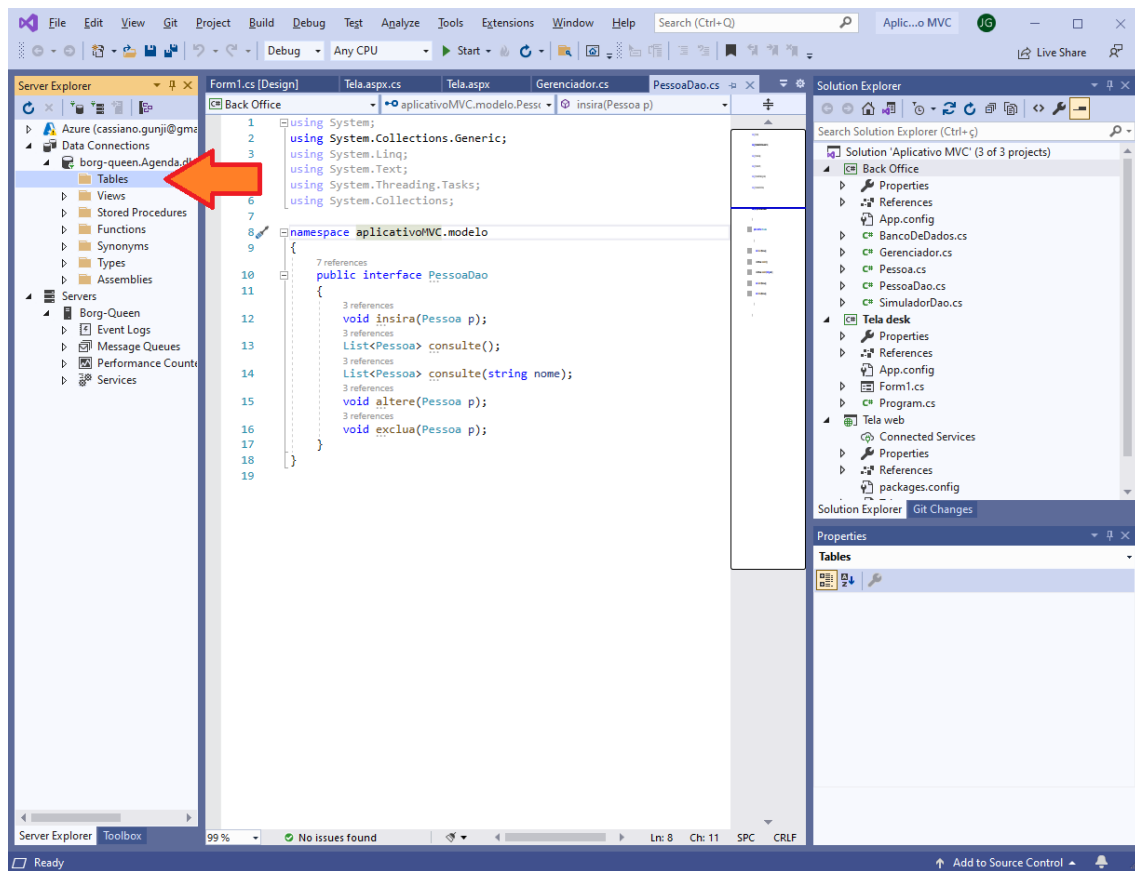 File Edit View Git Project Build Debug Test Analyze Tools Extensions Window Help Search (Ctrl+Q) Aplic...o MVC JG
Debug Any CPU Start Live Share
Server Explorer
Azure (cassiano.gunji@gma
Data Connections
borg-queen.Agenda.d
Tables
Views
Stored Procedures
Functions
Synonyms
Types
Assemblies
Servers
Borg-Queen
Event Logs
Message Queues
Performance Counte
Services
Server Explorer Toolbox
Form1.cs [Design] Tela.aspx.cs Tela.aspx Gerenciador.cs PessoaDao.cs
Back Office aplicativoMVC.modelo.Pessc insira(Pessoa p)
1 using System;
2 using System.Collections.Generic;
3 using System.Linq;
using System.Text;
using System.Threading.Tasks;
6 using System.Collections;
7
8 namespace aplicativoMVC.modelo
9 {
7 references
10 public interface PessoaDao
11 {
3 references
12 void insira(Pessoa p);
3 references
13 List<Pessoa> consulte();
3 references
14 List<Pessoa> consulte(string nome);
3 references
15 void altere(Pessoa p);
3 references
16 void exclua(Pessoa p);
17 }
18 }
19
99 % No issues found Ln: 8 Ch: 11 SPC CRLF
Solution Explorer
Search Solution Explorer (Ctrl+ç)
Solution 'Aplicativo MVC' (3 of 3 projects)
Back Office
Properties
References
App.config
C# BancoDeDados.cs
C# Gerenciador.cs
C# Pessoa.cs
C# PessoaDao.cs
C# SimuladorDao.cs
Tela desk
Properties
References
App.config
Form1.cs
C# Program.cs
Tela web
Connected Services
Properties
References
packages.config
Solution Explorer Git Changes
Properties
Tables
Ready Add to Source Control